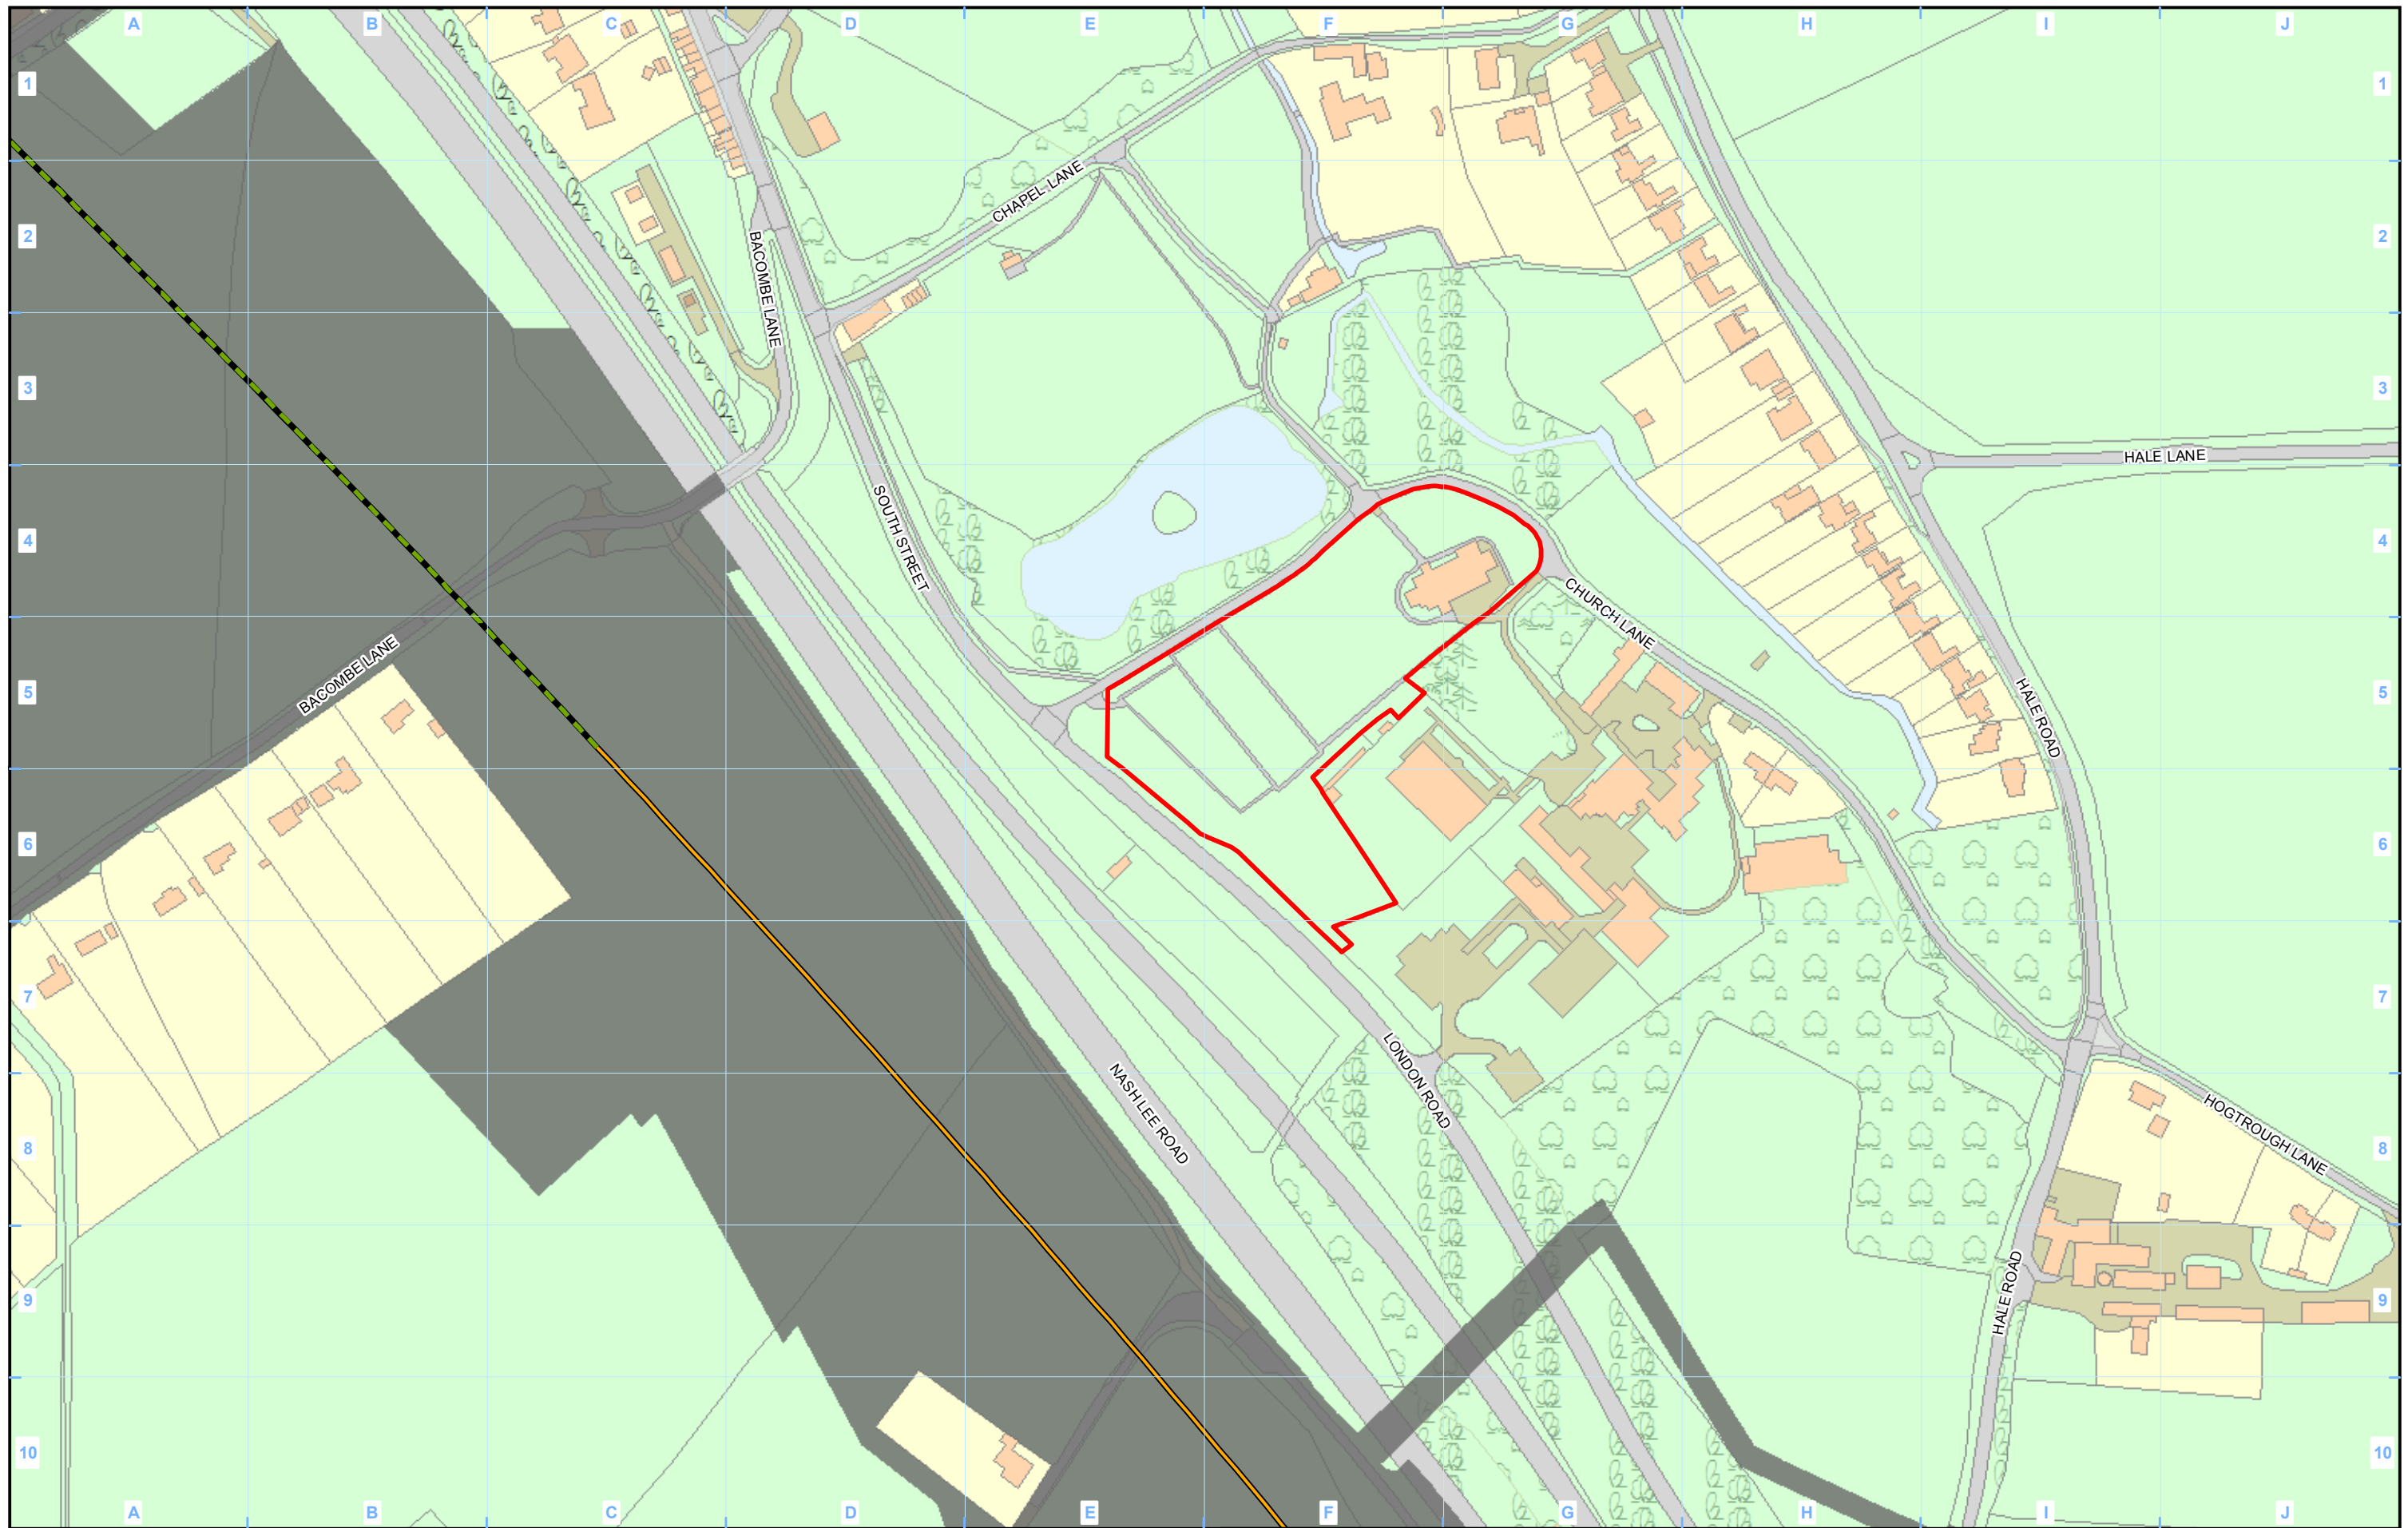 A B C D E F G H I J
1 1
CHAPEL LANE
2 2
BACOMBE LANE
3 3
HALE LANE
SOUTH STREET
4 4
CHURCH LANE
BACOMBE LANE
5 5
HALE ROAD
6 6
7 7
LONDON ROAD
NASH LEE ROAD
HOGTROUGH LANE
8 8
HALE ROAD
9 9
10 10
A B C D E F G H I J